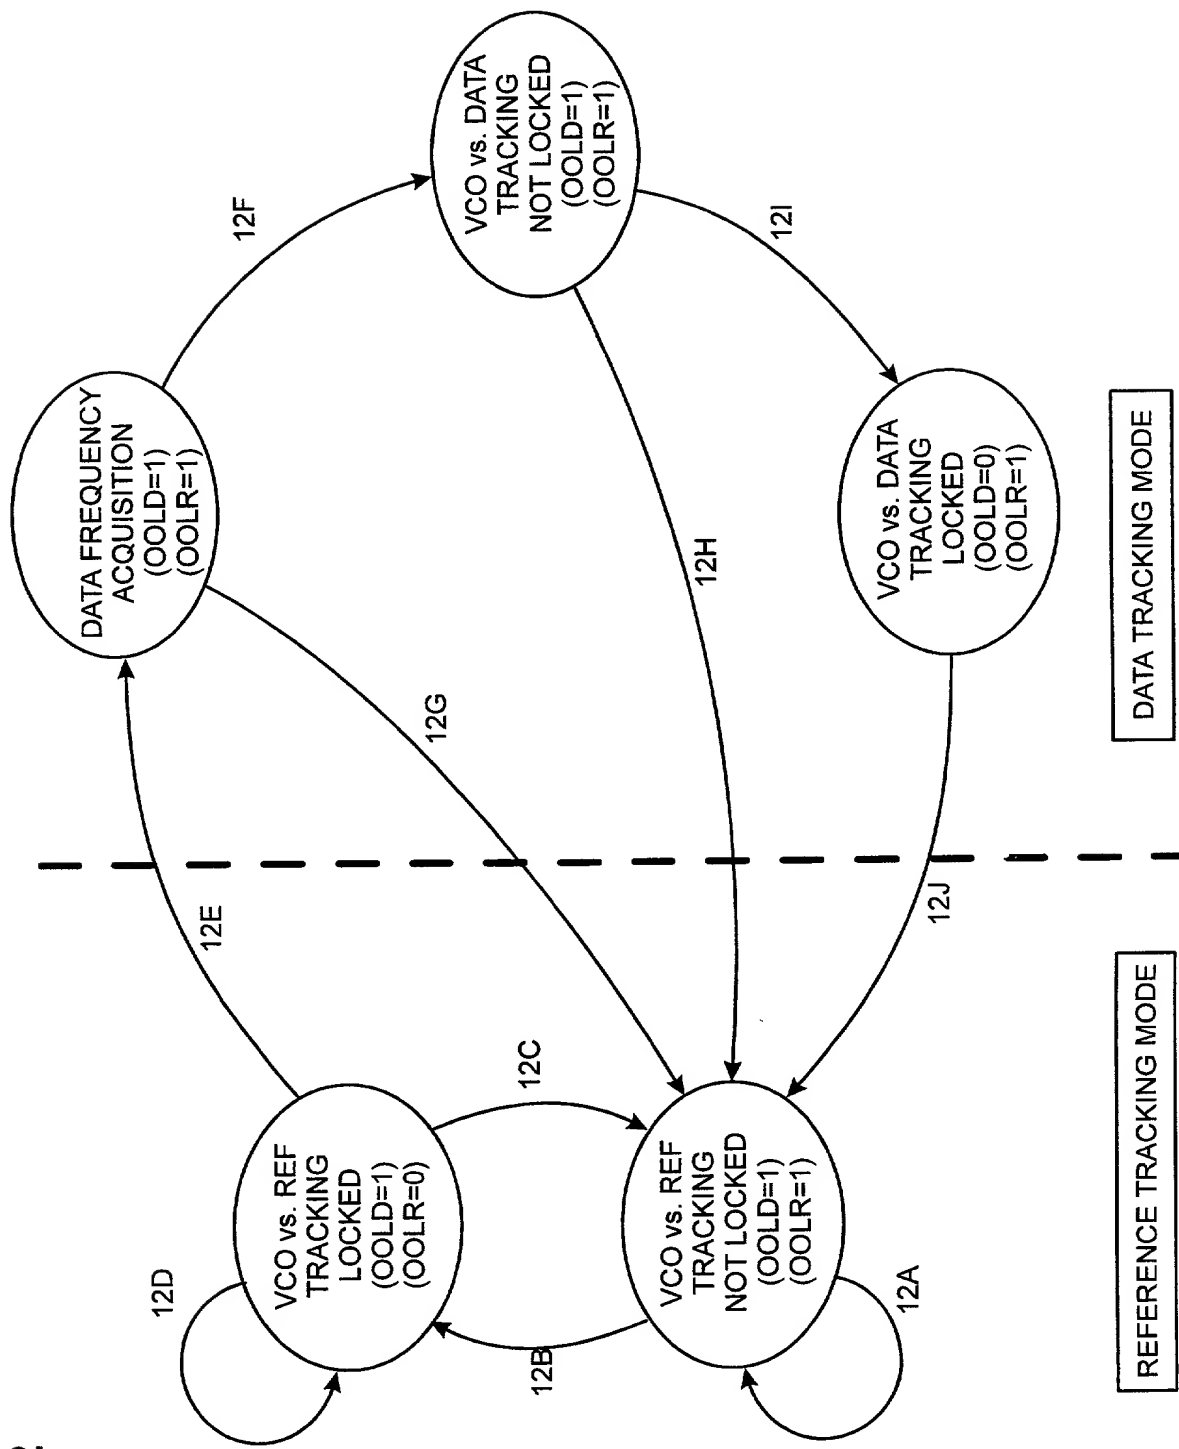 12D
VCO vs. REF
TRACKING
LOCKED
(OOLD=1)
(OOLR=0)
12E
DATA FREQUENCY
ACQUISITION
(OOLD=1)
(OOLR=1)
12F
VCO vs. DATA
TRACKING
NOT LOCKED
(OOLD=1)
(OOLR=1)
12B
12C
12G
12H
12I
VCO vs. REF
TRACKING
NOT LOCKED
(OOLD=1)
(OOLR=1)
12A
12J
VCO vs. DATA
TRACKING
LOCKED
(OOLD=0)
(OOLR=1)
REFERENCE TRACKING MODE
DATA TRACKING MODE